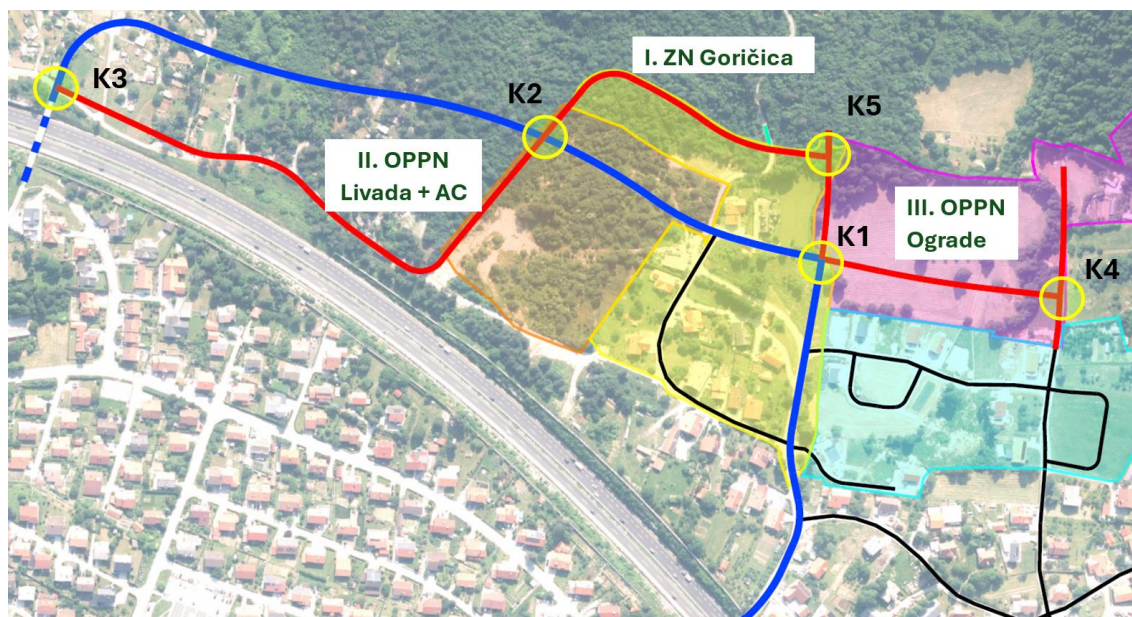 I. ZN Goričica
K3
K2
K5
II. OPPN
Livada + AC
III. OPPN
Ograde
K1
K4